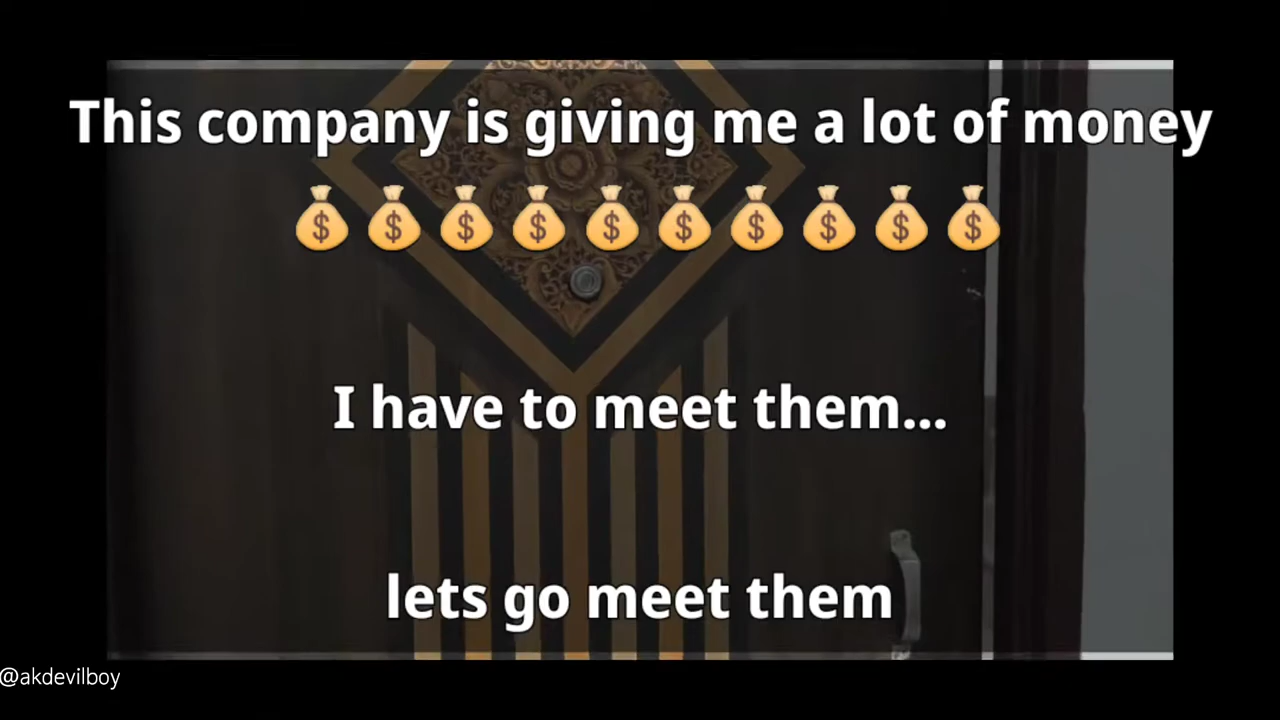 This company is giving me a lot of money
💰💰💰💰💰💰💰💰💰💰
I have to meet them...
lets go meet them
@akdevilboy